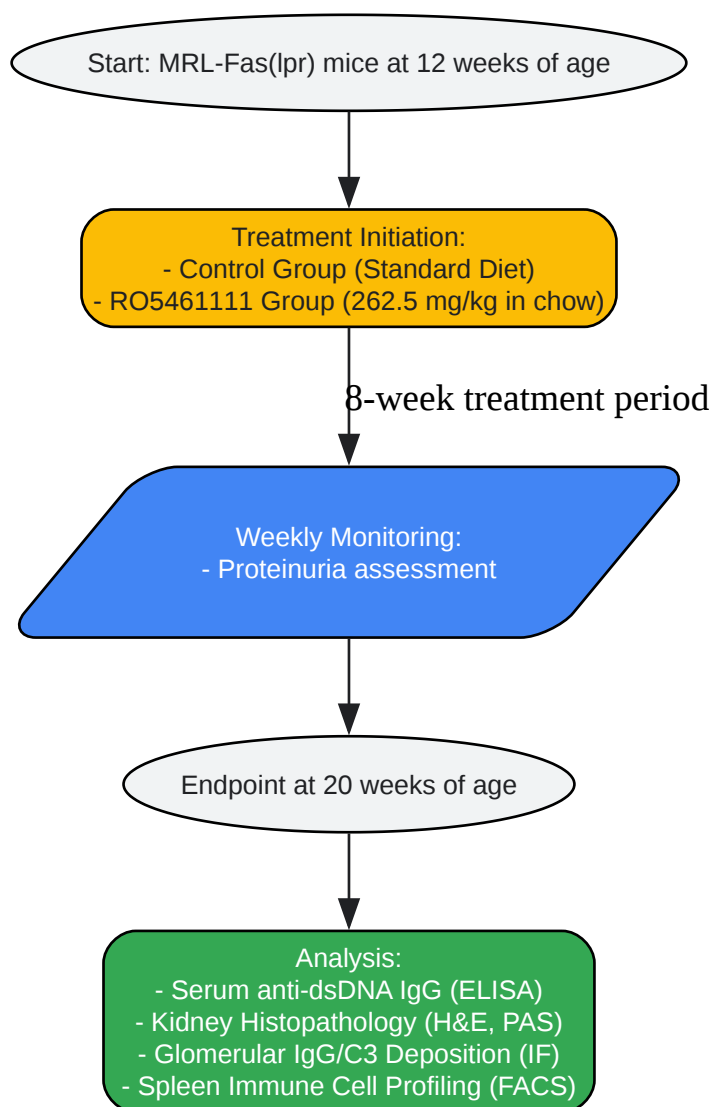 Start: MRL-Fas(lpr) mice at 12 weeks of age
Treatment Initiation:
- Control Group (Standard Diet)
- RO5461111 Group (262.5 mg/kg in chow)
8-week treatment period
Weekly Monitoring:
- Proteinuria assessment
Endpoint at 20 weeks of age
Analysis:
- Serum anti-dsDNA IgG (ELISA)
- Kidney Histopathology (H&E, PAS)
- Glomerular IgG/C3 Deposition (IF)
- Spleen Immune Cell Profiling (FACS)